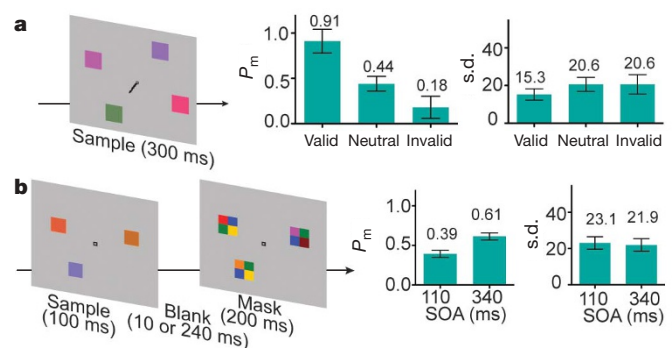 a
Sample (300 ms)
Pm
1.0
0.5
0.0
0.91
0.44
0.18
Valid Neutral Invalid
s.d.
40
20
0
15.3
20.6
20.6
Valid Neutral Invalid
b
Sample
(100 ms)
Blank
(10 or 240 ms)
Mask
(200 ms)
Pm
1.0
0.5
0.0
0.39
0.61
110 340
SOA (ms)
s.d.
40
20
0
23.1
21.9
110 340
SOA (ms)